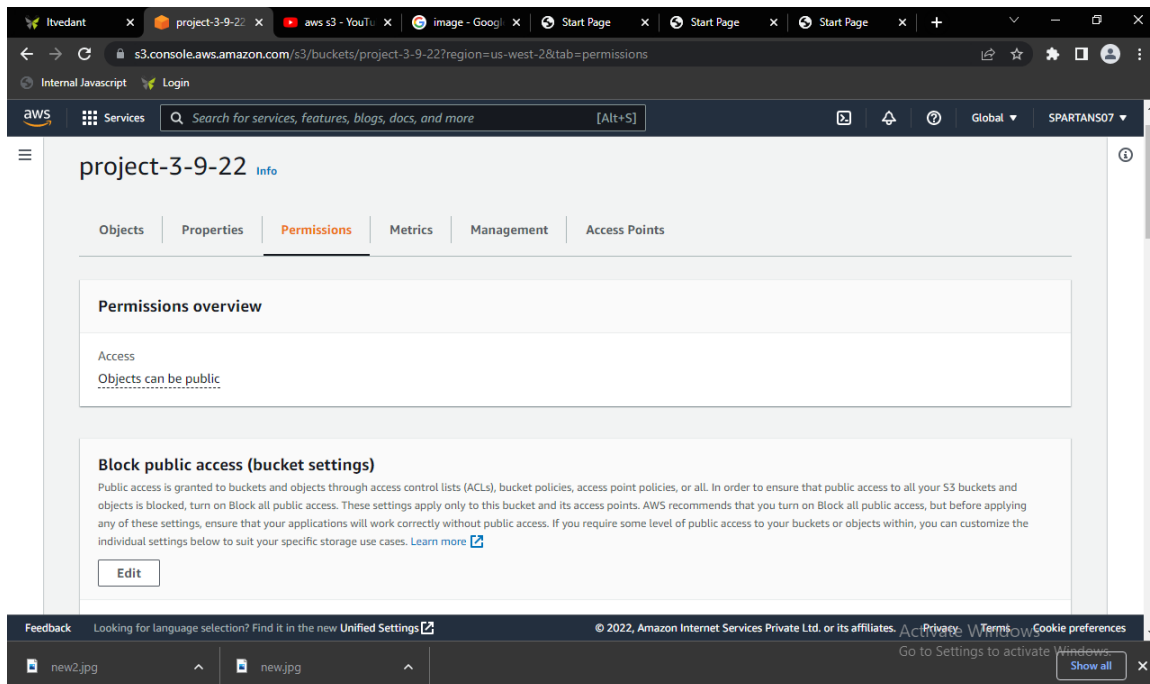 Itvedant
project-3-9-22
aws s3 - YouTu
image - Googl
Start Page
Start Page
Start Page
s3.console.aws.amazon.com/s3/buckets/project-3-9-22?region=us-west-2&tab=permissions
Internal Javascript
Login
aws
Services
Search for services, features, blogs, docs, and more
[Alt+S]
Global
SPARTANS07
project-3-9-22 Info
Objects
Properties
Permissions
Metrics
Management
Access Points
Permissions overview
Access
Objects can be public
Block public access (bucket settings)
Public access is granted to buckets and objects through access control lists (ACLs), bucket policies, access point policies, or all. In order to ensure that public access to all your S3 buckets and
objects is blocked, turn on Block all public access. These settings apply only to this bucket and its access points. AWS recommends that you turn on Block all public access, but before applying
any of these settings, ensure that your applications will work correctly without public access. If you require some level of public access to your buckets or objects within, you can customize the
individual settings below to suit your specific storage use cases. Learn more
Edit
Feedback
Looking for language selection? Find it in the new Unified Settings
© 2022, Amazon Internet Services Private Ltd. or its affiliates.
Privacy
Terms
Cookie preferences
Activate Windows
Go to Settings to activate Windows.
new2.jpg
new.jpg
Show all